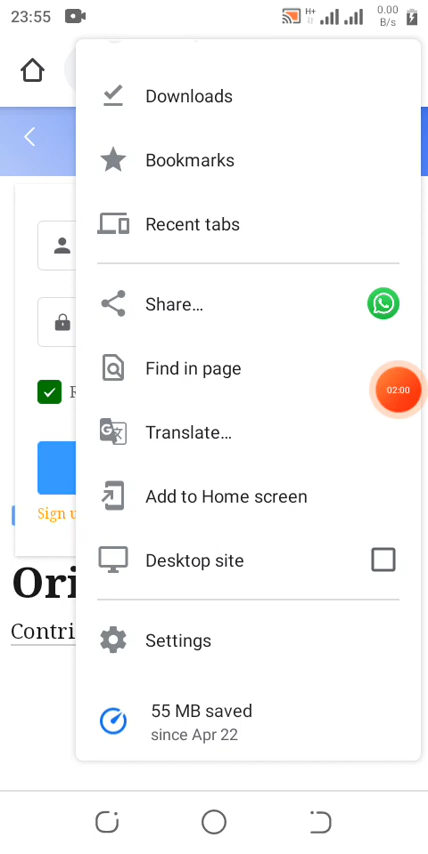 23:55
H+
0.00
B/s
Downloads
Bookmarks
Recent tabs
Share...
Find in page
02:00
R
Translate...
Add to Home screen
Sign u
Desktop site
Ori
Contri
Settings
55 MB saved
since Apr 22